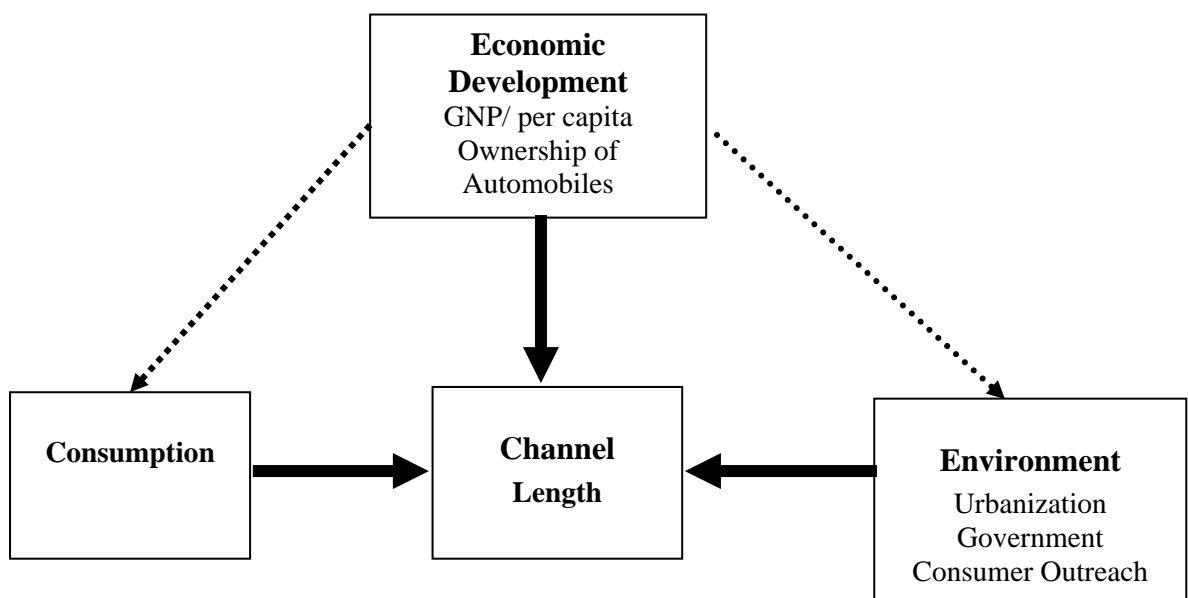 Economic
Development
GNP/ per capita
Ownership of
Automobiles
Consumption
Channel
Length
Environment
Urbanization
Government
Consumer Outreach